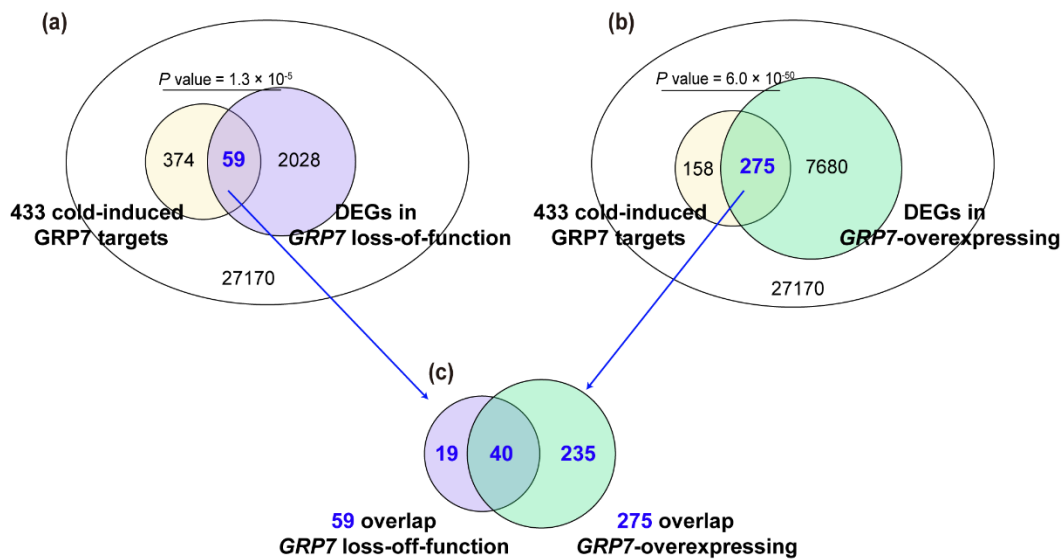 (a)
P value = 1.3 × 10-5
374
59
2028
433 cold-induced
GRP7 targets
DEGs in
GRP7 loss-of-function
27170
(b)
P value = 6.0 × 10-50
158
275
7680
433 cold-induced
GRP7 targets
DEGs in
GRP7-overexpressing
27170
(c)
19
40
235
59 overlap
GRP7 loss-off-function
275 overlap
GRP7-overexpressing